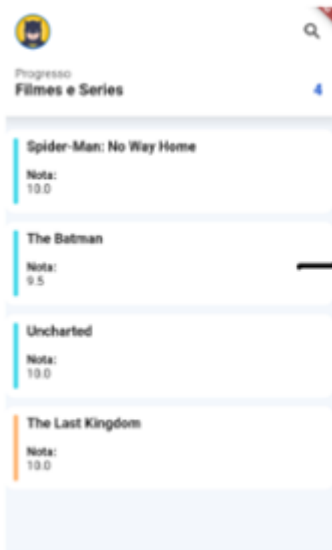 Progresso
Filmes e Series 4
Spider-Man: No Way Home
Nota:
10.0
The Batman
Nota:
9.5
Uncharted
Nota:
10.0
The Last Kingdom
Nota:
10.0